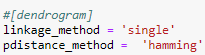 #[dendrogram]
linkage_method = 'single'
pdistance_method =  'hamming'